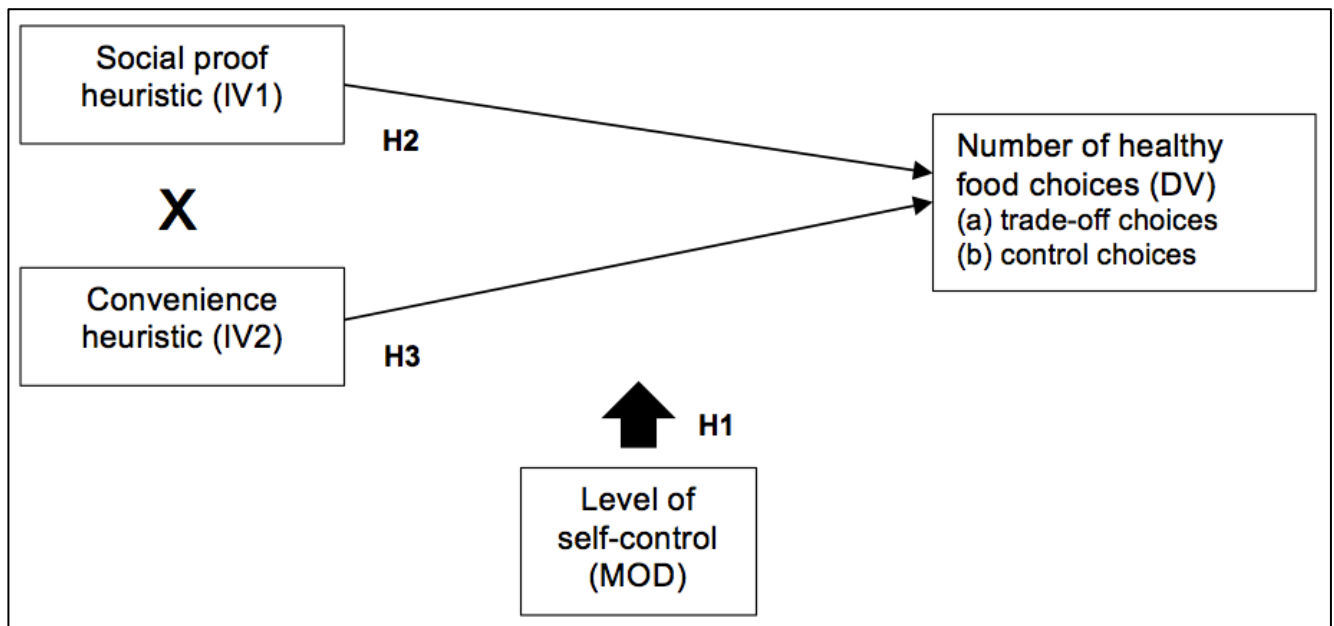 Social proof
heuristic (IV1)
H2
X
Number of healthy
food choices (DV)
(a) trade-off choices
(b) control choices
Convenience
heuristic (IV2)
H3
H1
Level of
self-control
(MOD)